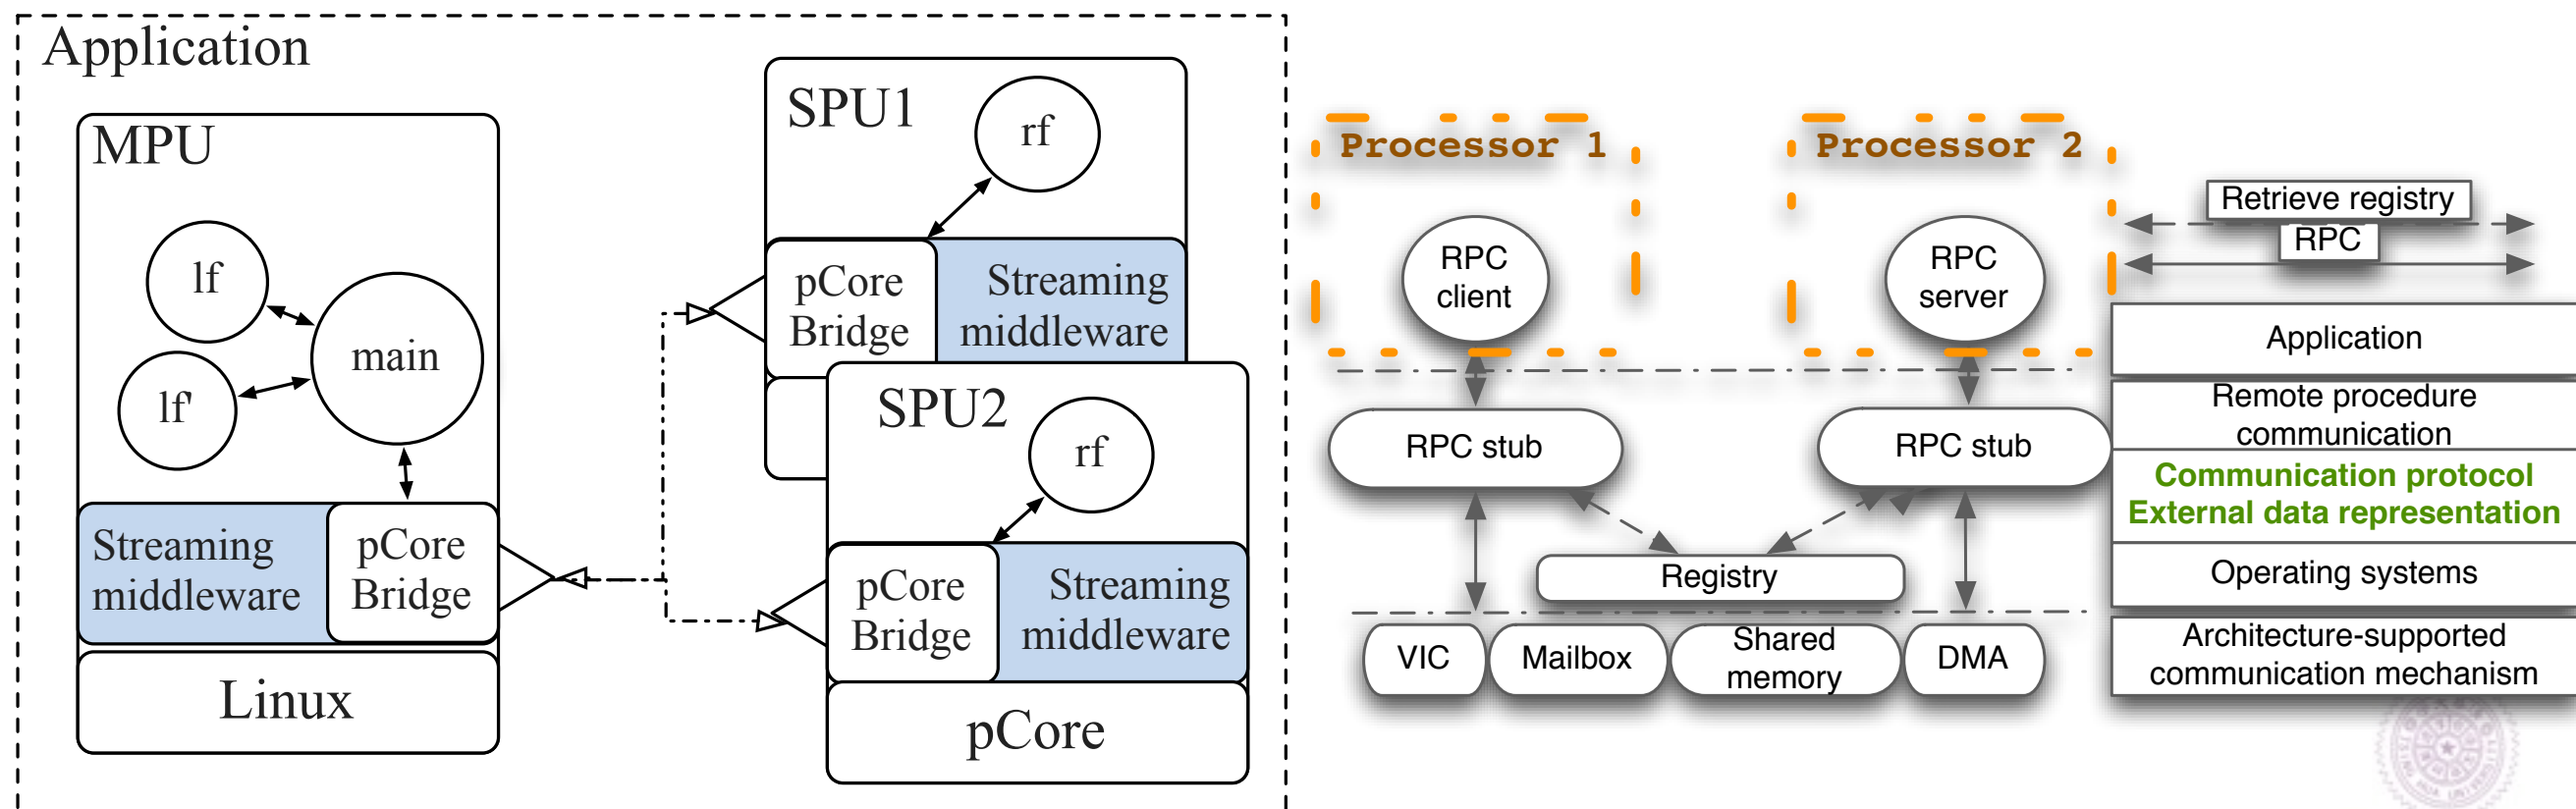 Application
MPU
lf
lf'
main
Streaming
middleware
pCore
Bridge
Linux
SPU1
rf
pCore
Bridge
Streaming
middleware
SPU2
rf
pCore
Bridge
Streaming
middleware
pCore
Processor 1
Processor 2
RPC
client
RPC
server
RPC stub
RPC stub
Registry
VIC
Mailbox
Shared
memory
DMA
Retrieve registry
RPC
Application
Remote procedure
communication
Communication protocol
External data representation
Operating systems
Architecture-supported
communication mechanism